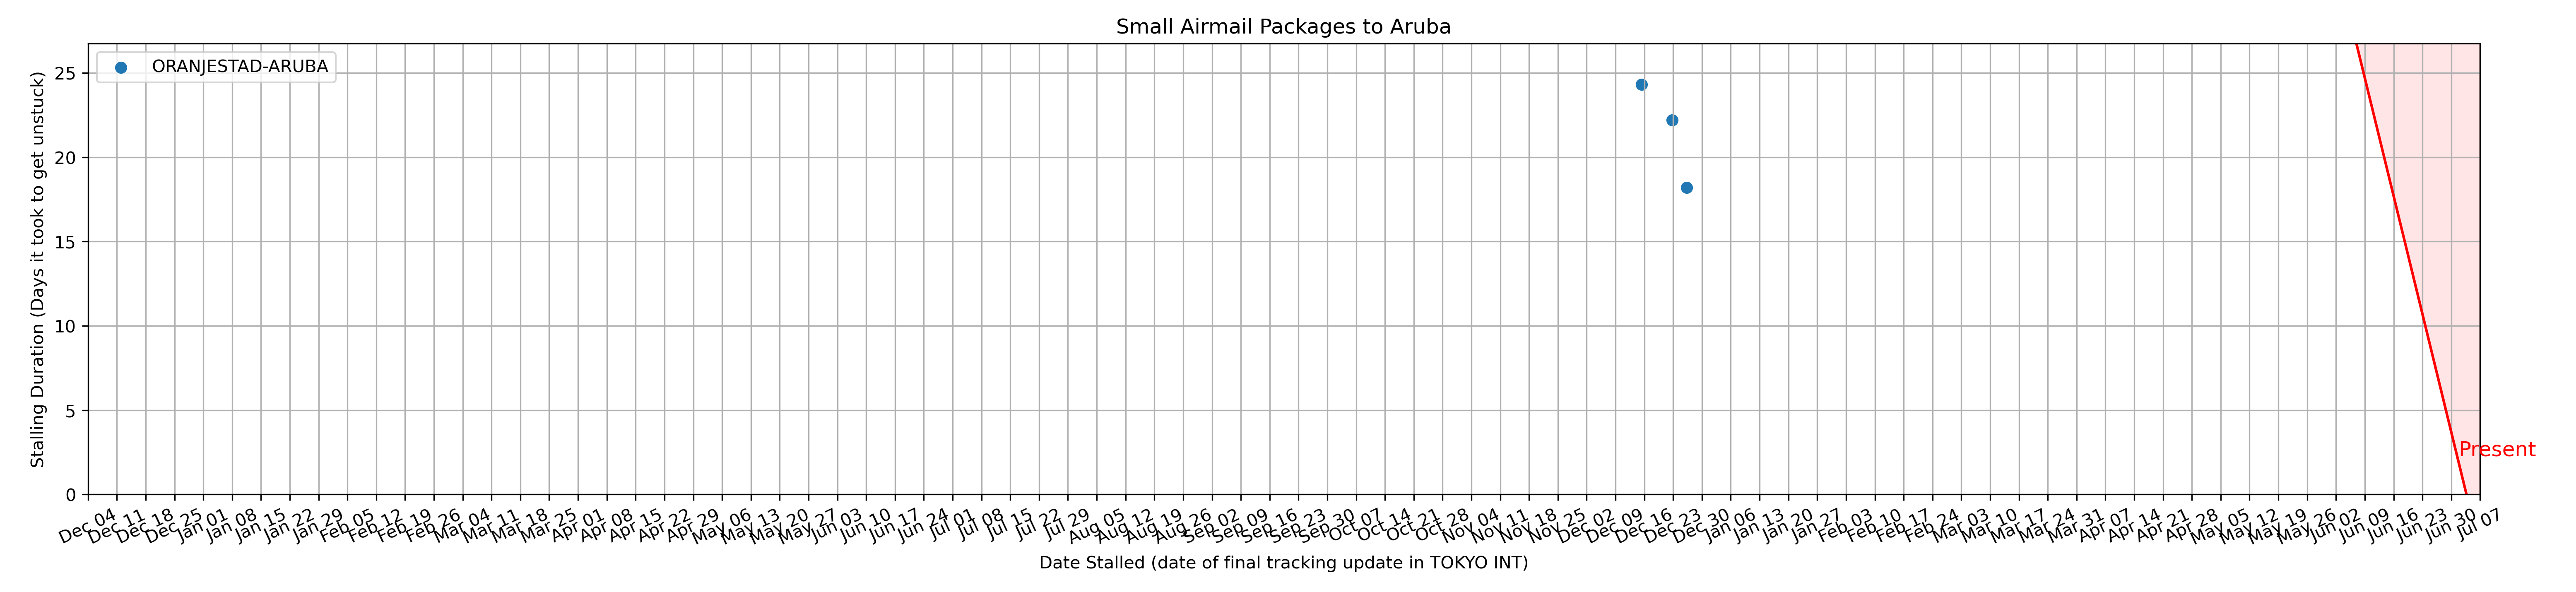 Small Airmail Packages to Aruba
ORANJESTAD-ARUBA
Stalling Duration (Days it took to get unstuck)
25
20
15
10
5
0
Present
Dec 04 Dec 11 Dec 18 Dec 25 Jan 01 Jan 08 Jan 15 Jan 22 Jan 29 Feb 05 Feb 12 Feb 19 Feb 26 Mar 04 Mar 11 Mar 18 Mar 25 Apr 01 Apr 08 Apr 15 Apr 22 Apr 29 May 06 May 13 May 20 May 27 Jun 03 Jun 10 Jun 17 Jun 24 Jul 01 Jul 08 Jul 15 Jul 22 Jul 29 Aug 05 Aug 12 Aug 19 Aug 26 Sep 02 Sep 09 Sep 16 Sep 23 Sep 30 Oct 07 Oct 14 Oct 21 Oct 28 Nov 04 Nov 11 Nov 18 Nov 25 Dec 02 Dec 09 Dec 16 Dec 23 Dec 30 Jan 06 Jan 13 Jan 20 Jan 27 Feb 03 Feb 10 Feb 17 Feb 24 Mar 03 Mar 10 Mar 17 Mar 24 Mar 31 Apr 07 Apr 14 Apr 21 Apr 28 May 05 May 12 May 19 May 26 Jun 02 Jun 09 Jun 16 Jun 23 Jun 30 Jul 07
Date Stalled (date of final tracking update in TOKYO INT)